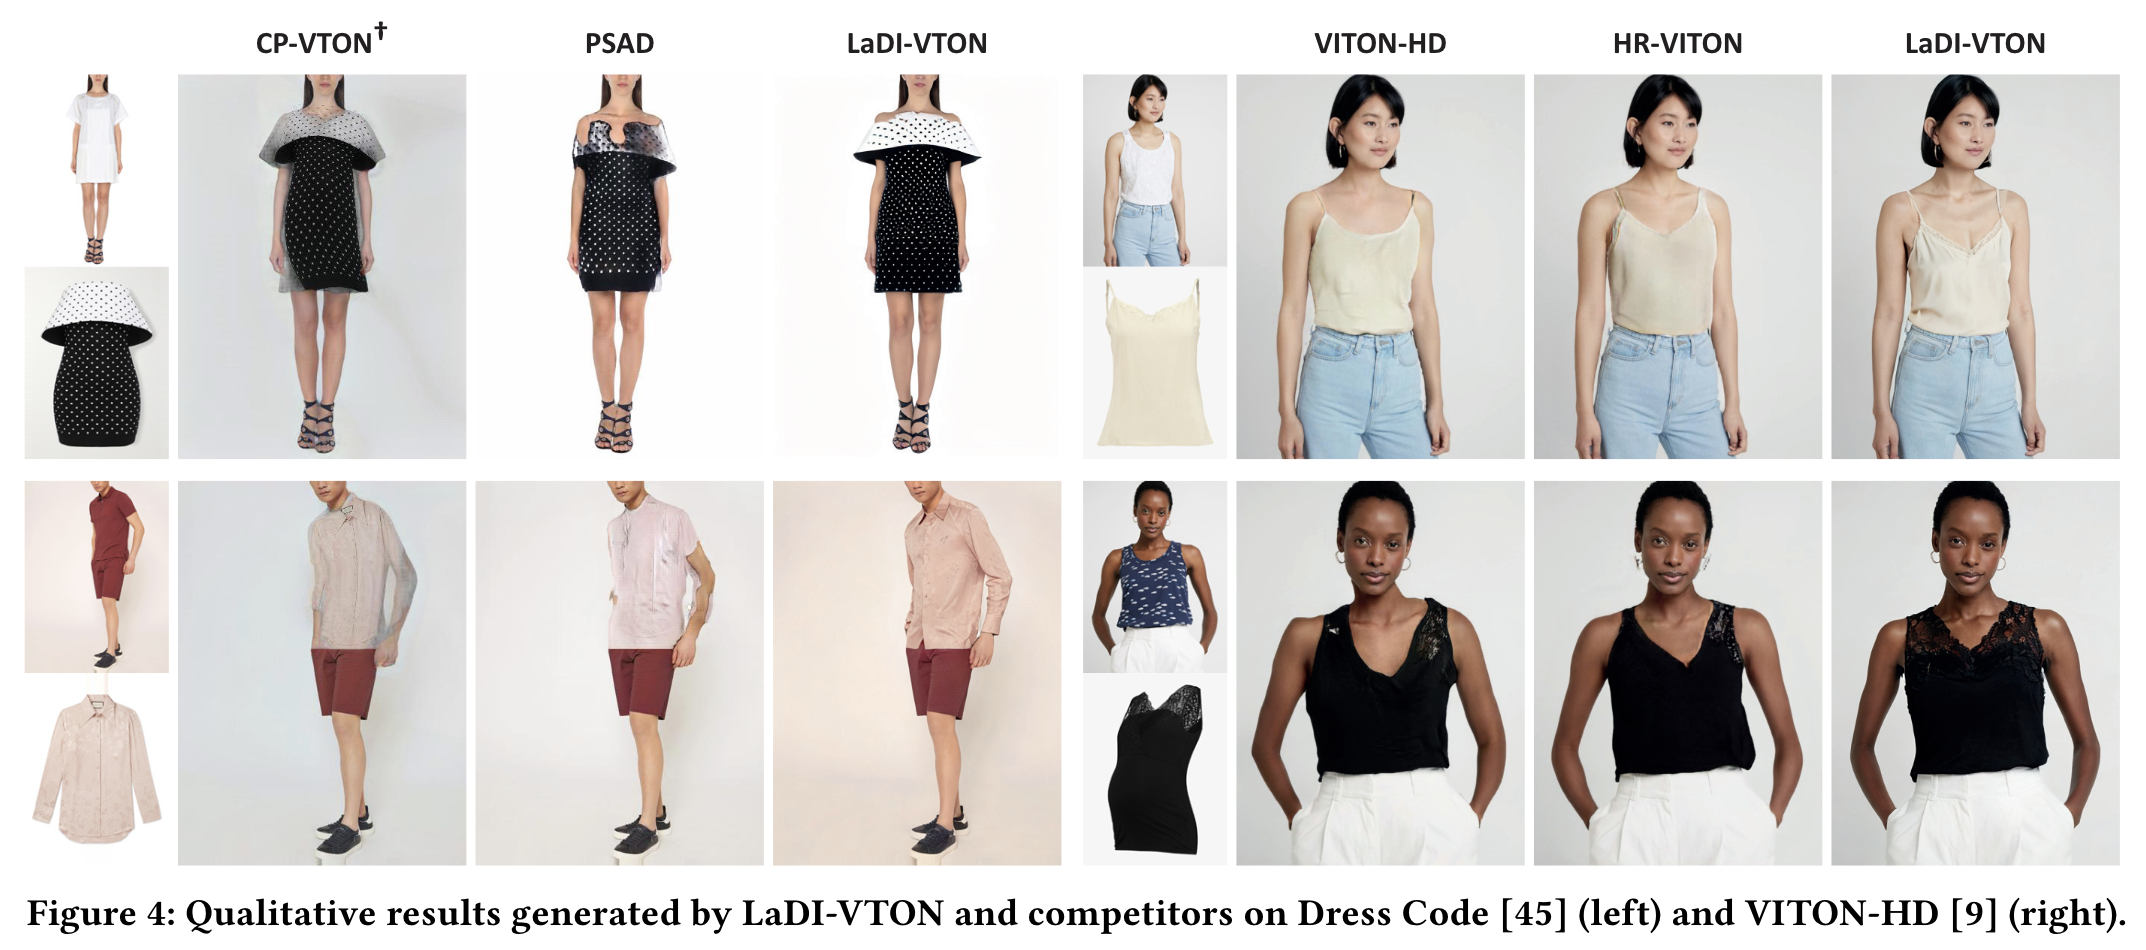 CP-VTON† PSAD LaDI-VTON VITON-HD HR-VITON LaDI-VTON
Figure 4: Qualitative results generated by LaDI-VTON and competitors on Dress Code [45] (left) and VITON-HD [9] (right).